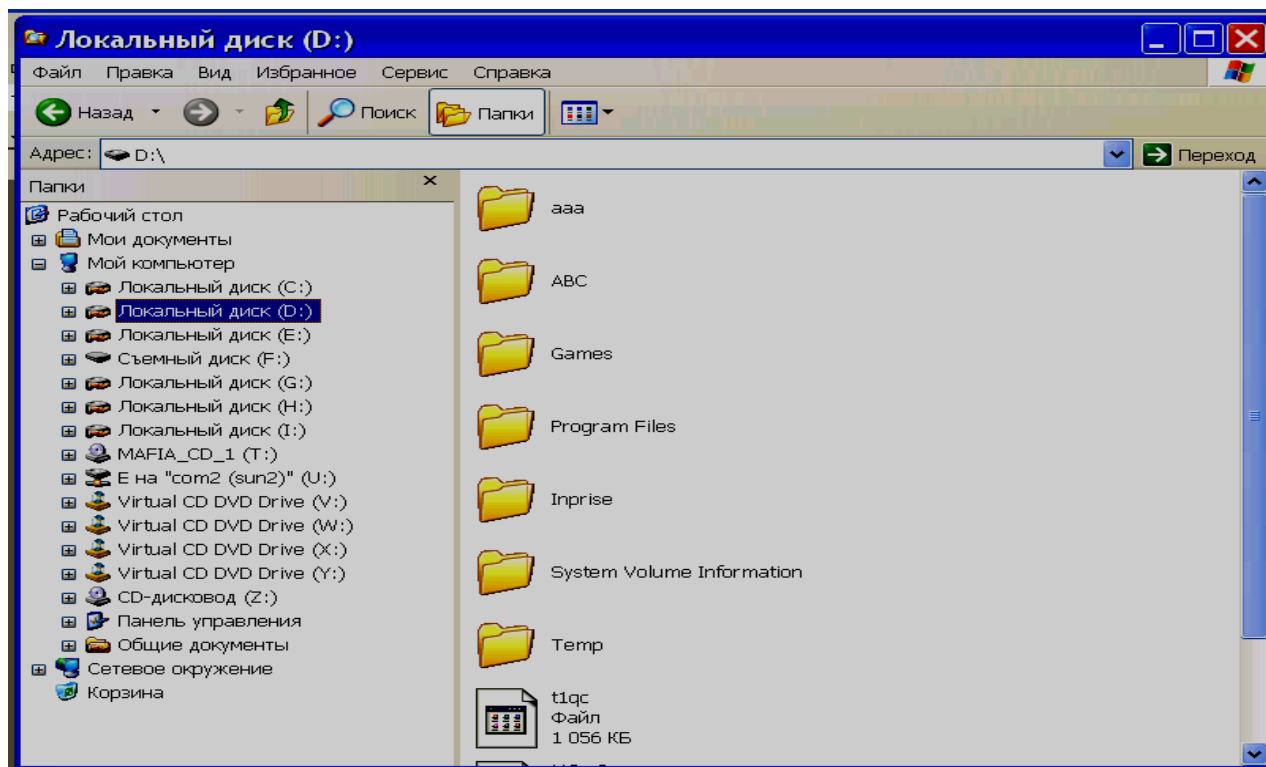 Локальный диск (D:)
Файл Правка Вид Избранное Сервис Справка
Назад Поиск Папки
Адрес: D:\ Переход
Папки
Рабочий стол
Мои документы
Мой компьютер
Локальный диск (C:)
Локальный диск (D:)
Локальный диск (E:)
Съемный диск (F:)
Локальный диск (G:)
Локальный диск (H:)
Локальный диск (I:)
MAFIA_CD_1 (T:)
E на "com2 (sun2)" (U:)
Virtual CD DVD Drive (V:)
Virtual CD DVD Drive (W:)
Virtual CD DVD Drive (X:)
Virtual CD DVD Drive (Y:)
CD-дисковод (Z:)
Панель управления
Общие документы
Сетевое окружение
Корзина
aaa
ABC
Games
Program Files
Inprise
System Volume Information
Temp
t1qc
Файл
1 056 КБ